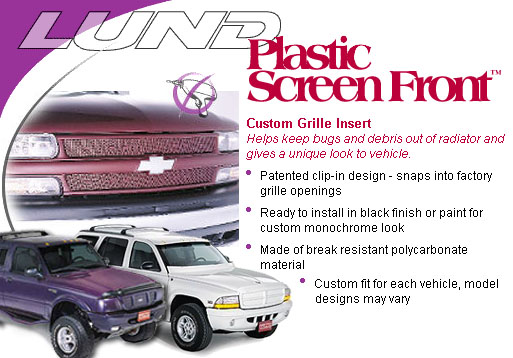 LUND
Plastic
Screen Front™
Custom Grille Insert
Helps keep bugs and debris out of radiator and
gives a unique look to vehicle.
• Patented clip-in design - snaps into factory
grille openings
• Ready to install in black finish or paint for
custom monochrome look
• Made of break resistant polycarbonate
material
• Custom fit for each vehicle, model
designs may vary